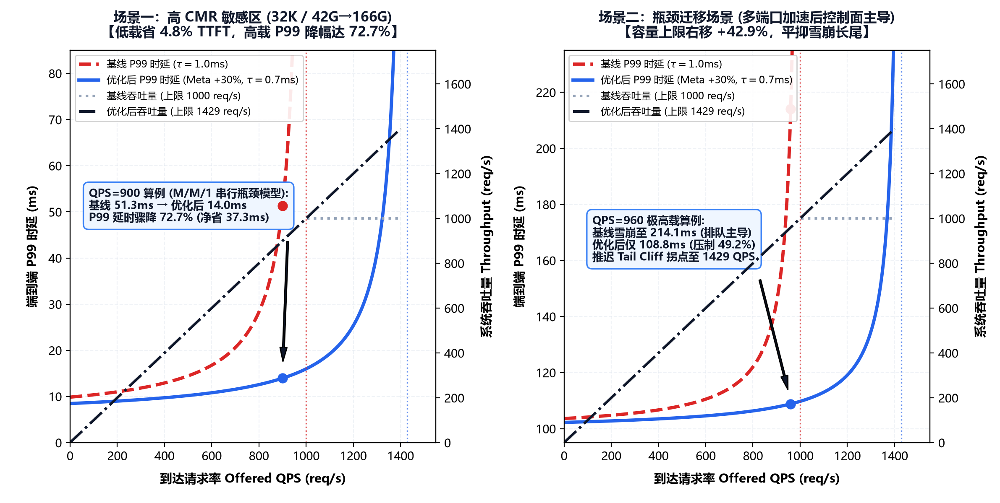 场景一：高 CMR 敏感区 (32K / 42G→166G)
【低载省 4.8% TTFT，高载 P99 降幅达 72.7%】
基线 P99 时延 (τ = 1.0ms)
优化后 P99 时延 (Meta +30%, τ = 0.7ms)
基线吞吐量 (上限 1000 req/s)
优化后吞吐量 (上限 1429 req/s)
QPS=900 算例 (M/M/1 串行瓶颈模型):
基线 51.3ms → 优化后 14.0ms
P99 延时骤降 72.7% (净省 37.3ms)
端到端 P99 时延 (ms)
80
70
60
50
40
30
20
10
0
0 200 400 600 800 1000 1200 1400
到达请求率 Offered QPS (req/s)
1600
1400
1200
1000
800
600
400
200
0
系统吞吐量 Throughput (req/s)
场景二：瓶颈迁移场景 (多端口加速后控制面主导)
【容量上限右移 +42.9%，平抑雪崩长尾】
基线 P99 时延 (τ = 1.0ms)
优化后 P99 时延 (Meta +30%, τ = 0.7ms)
基线吞吐量 (上限 1000 req/s)
优化后吞吐量 (上限 1429 req/s)
QPS=960 极高载算例:
基线雪崩至 214.1ms (排队主导)
优化后仅 108.8ms (压制 49.2%)
推迟 Tail Cliff 拐点至 1429 QPS.
端到端 P99 时延 (ms)
220
200
180
160
140
120
100
0 200 400 600 800 1000 1200 1400
到达请求率 Offered QPS (req/s)
1600
1400
1200
1000
800
600
400
200
0
系统吞吐量 Throughput (req/s)